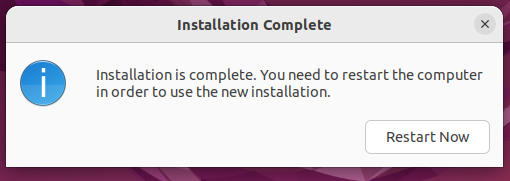 Installation Complete
Installation is complete. You need to restart the computer
in order to use the new installation.
Restart Now